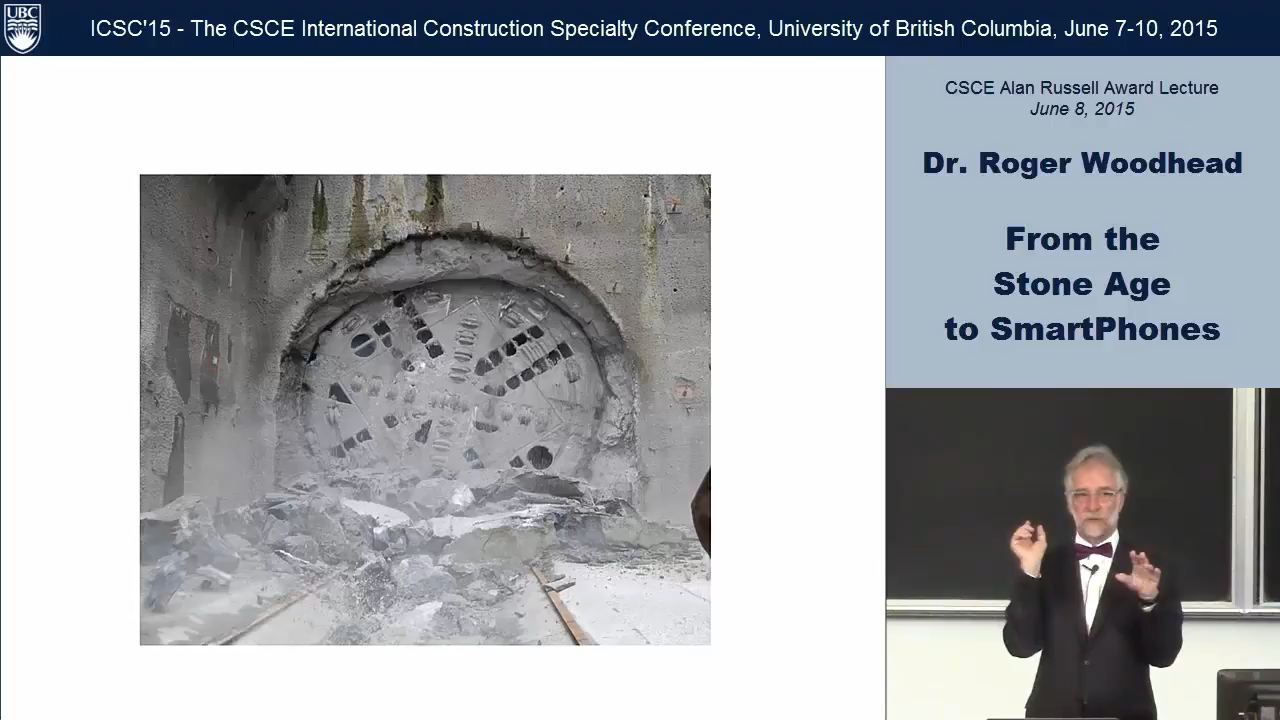 UBC
ICSC'15 - The CSCE International Construction Specialty Conference, University of British Columbia, June 7-10, 2015
CSCE Alan Russell Award Lecture
June 8, 2015
Dr. Roger Woodhead
From the
Stone Age
to SmartPhones